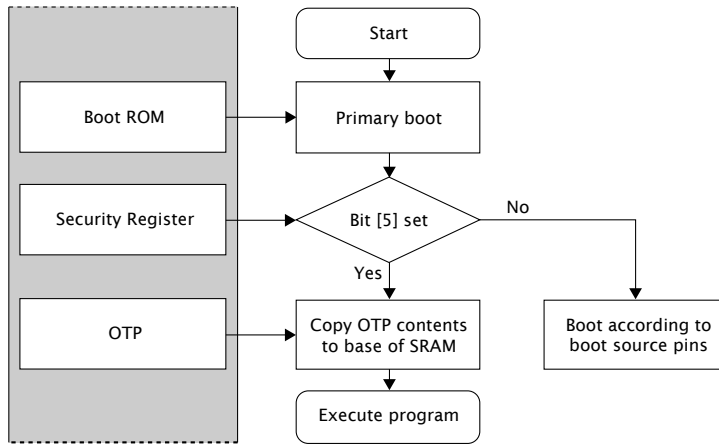 Start
Boot ROM
Primary boot
Security Register
Bit [5] set
No
Yes
OTP
Copy OTP contents
to base of SRAM
Boot according to
boot source pins
Execute program